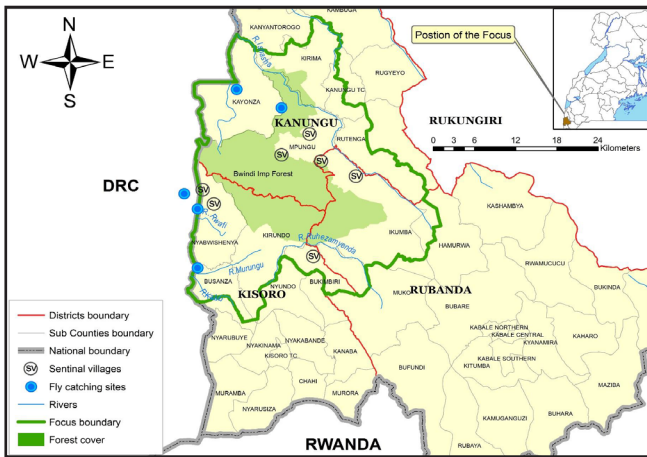 N
W E
S
KANYANTOROGO
KAMBUGA
Postion of the Focus
KIRIMA
RUGYEYO
KAYONZA
KANUNGU TC
KANUNGU
RUKUNGIRI
MPUNGU
RUTENGA
0 3 6 12 18 24
Kilometers
DRC
Bwindi Imp Forest
SV
SV
SV
SV
SV
SV
SV
KASHAMBYA
R. Rwafi
NYABWISHENYA
KIRUNDO
R.Ruhezamyenda
IKUMBA
HAMURWA
RWAMUCUCU
R.Murungu
BUSANZA
NYUNDO
BUKIMBIRI
KISORO
MUKO
RUBANDA
BUBARE
BUKINDA
KABALE NORTHERN
KABALE CENTRAL
KYANAMIRA
KAHARO
KABALE SOUTHERN
KITUMBA
NYARUBUYE
NYAKINAMA
NYAKABANDE
KISORO TC
KANABA
BUFUNDI
MAZIBA
CHAHI
MURAMBA
NYARUSIZA
MURORA
KAMUGANGUZI
BUHARA
RUBAYA
RWANDA
Districts boundary
Sub Counties boundary
National boundary
SV Sentinal villages
Fly catching sites
Rivers
Focus boundary
Forest cover